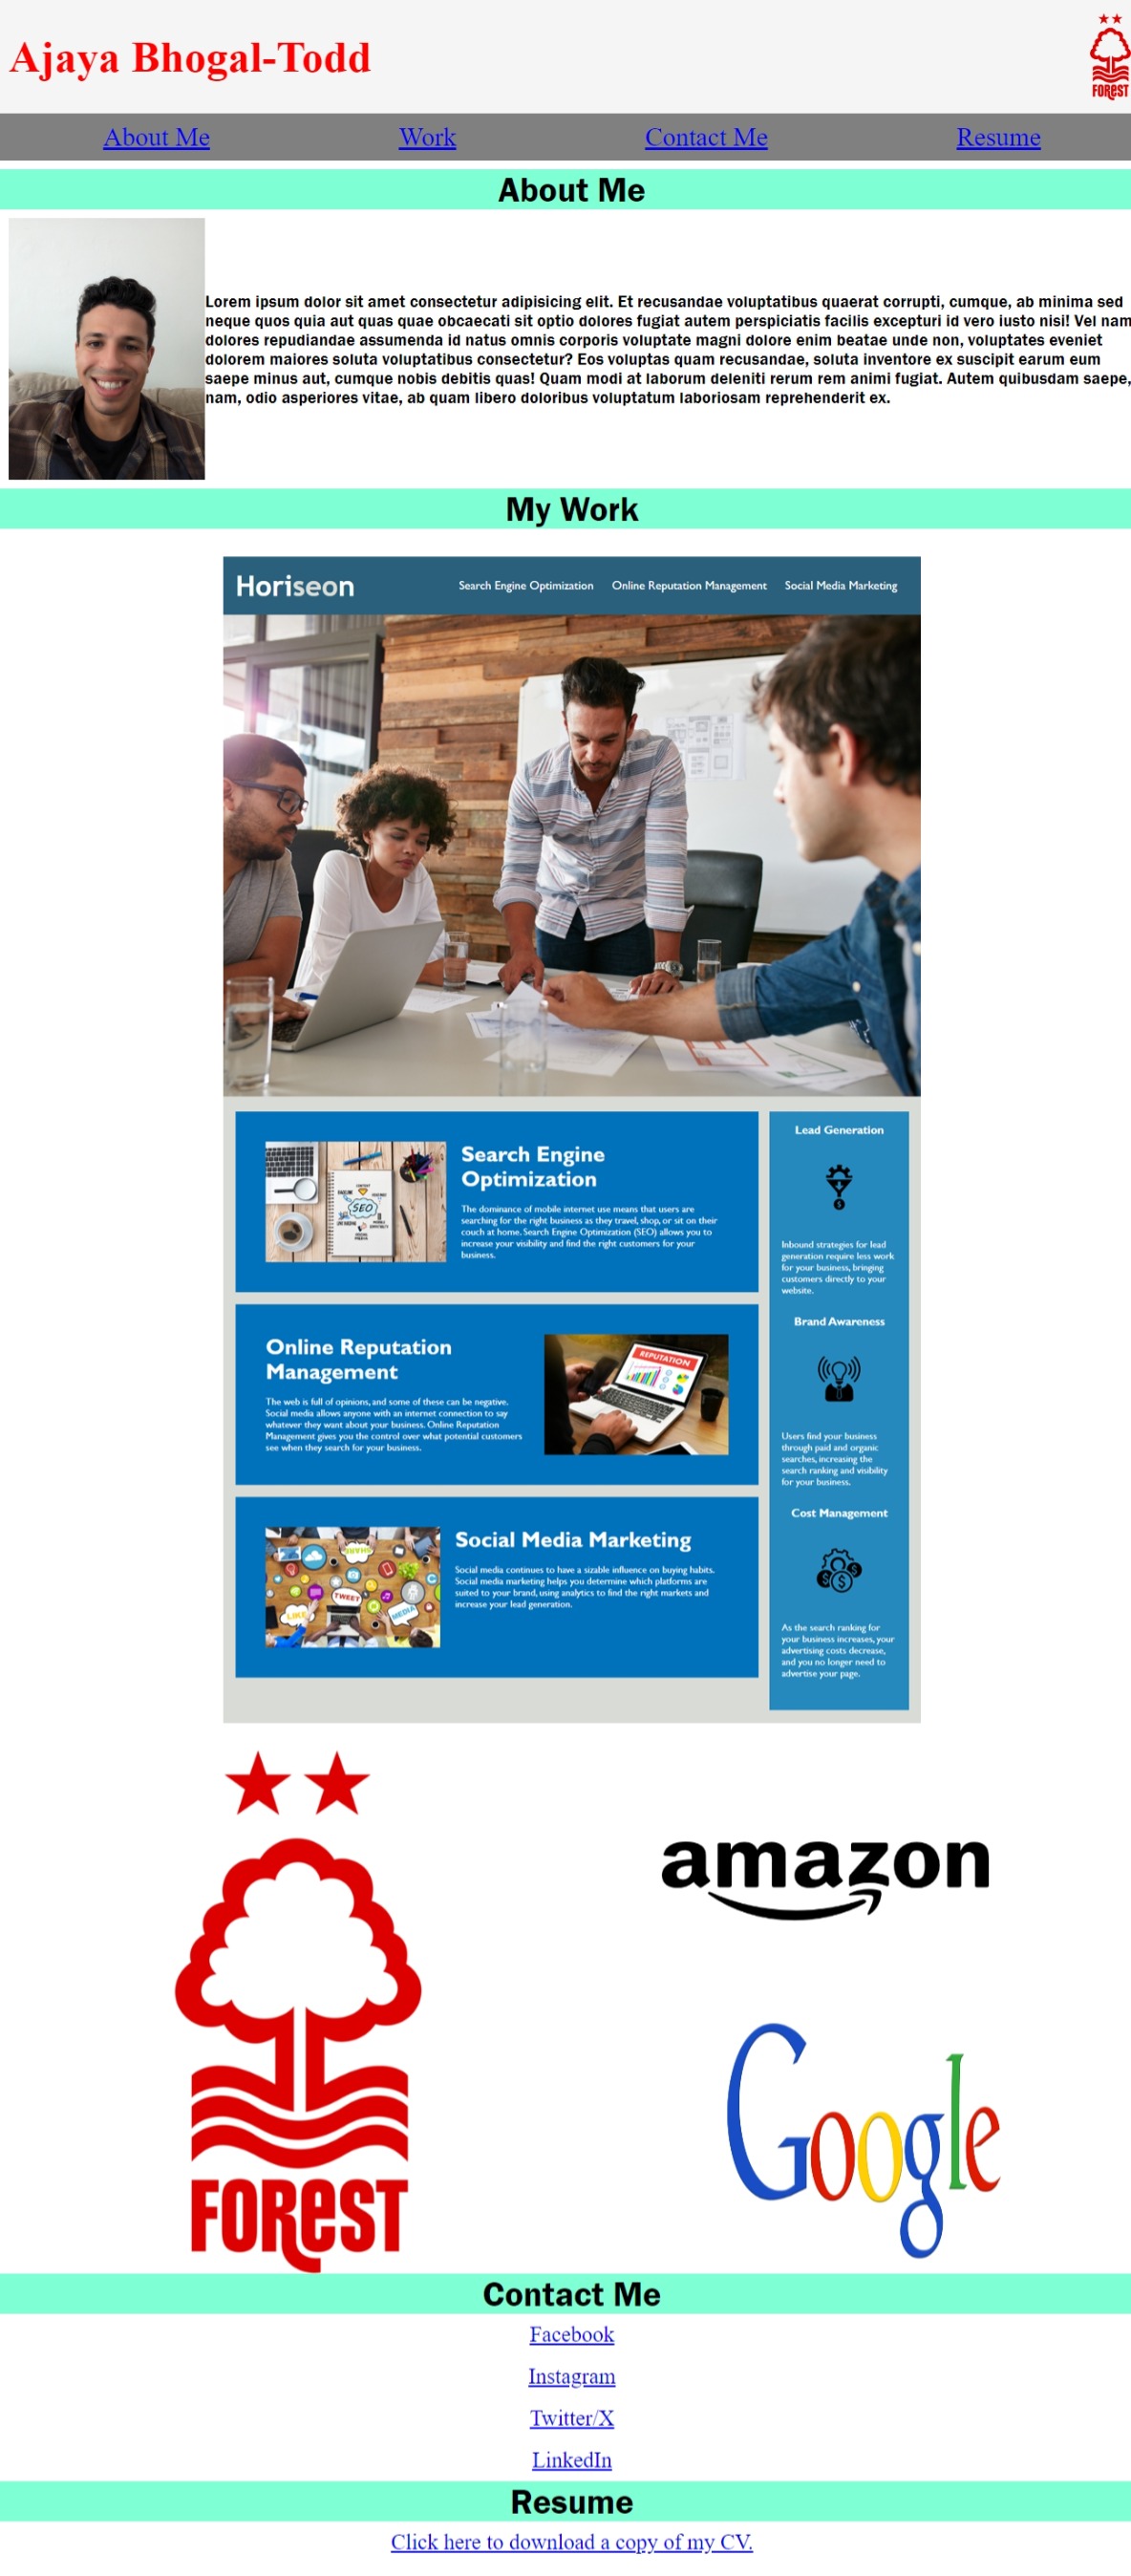 Ajaya Bhogal-Todd
FOREST
About Me Work Contact Me Resume
About Me
Lorem ipsum dolor sit amet consectetur adipisicing elit. Et recusandae voluptatibus quaerat corrupti, cumque, ab minima sed
neque quos quia aut quas quae obcaecati sit optio dolores fugiat autem perspiciatis facilis excepturi id vero iusto nisi! Vel nam
dolores repudiandae assumenda id natus omnis corporis voluptate magni dolore enim beatae unde non, voluptates eveniet
dolorem maiores soluta voluptatibus consectetur? Eos voluptas quam recusandae, soluta inventore ex suscipit earum eum
saepe minus aut, cumque nobis debitis quas! Quam modi at laborum deleniti rerum rem animi fugiat. Autem quibusdam saepe,
nam, odio asperiores vitae, ab quam libero doloribus voluptatum laboriosam reprehenderit ex.
My Work
Horiseon
Search Engine Optimization Online Reputation Management Social Media Marketing
Search Engine
Optimization
The dominance of mobile internet use means that users are
searching for the right business as they travel, shop, or sit on their
couch at home. Search Engine Optimization (SEO) allows you to
increase your visibility and find the right customers for your
business.
SEO
Online Reputation
Management
The web is full of opinions, and some of these can be negative.
Social media allows anyone with an internet connection to say
whatever they want about your business. Online Reputation
Management gives you the control over what potential customers
see when they search for your business.
REPUTATION
Social Media Marketing
Social media continues to have a sizable influence on buying habits.
Social media marketing helps you determine which platforms are
suited to your brand, using analytics to find the right markets and
increase your lead generation.
TWEET
LIKE
MEDIA
Lead Generation
Inbound strategies for lead
generation require less work
for your business, bringing
customers directly to your
website.
Brand Awareness
Users find your business
through paid and organic
searches, increasing the
search ranking and visibility
for your business.
Cost Management
As the search ranking for
your business increases, your
advertising costs decrease,
and you no longer need to
advertise your page.
FOREST
amazon
Google
Contact Me
Facebook
Instagram
Twitter/X
LinkedIn
Resume
Click here to download a copy of my CV.